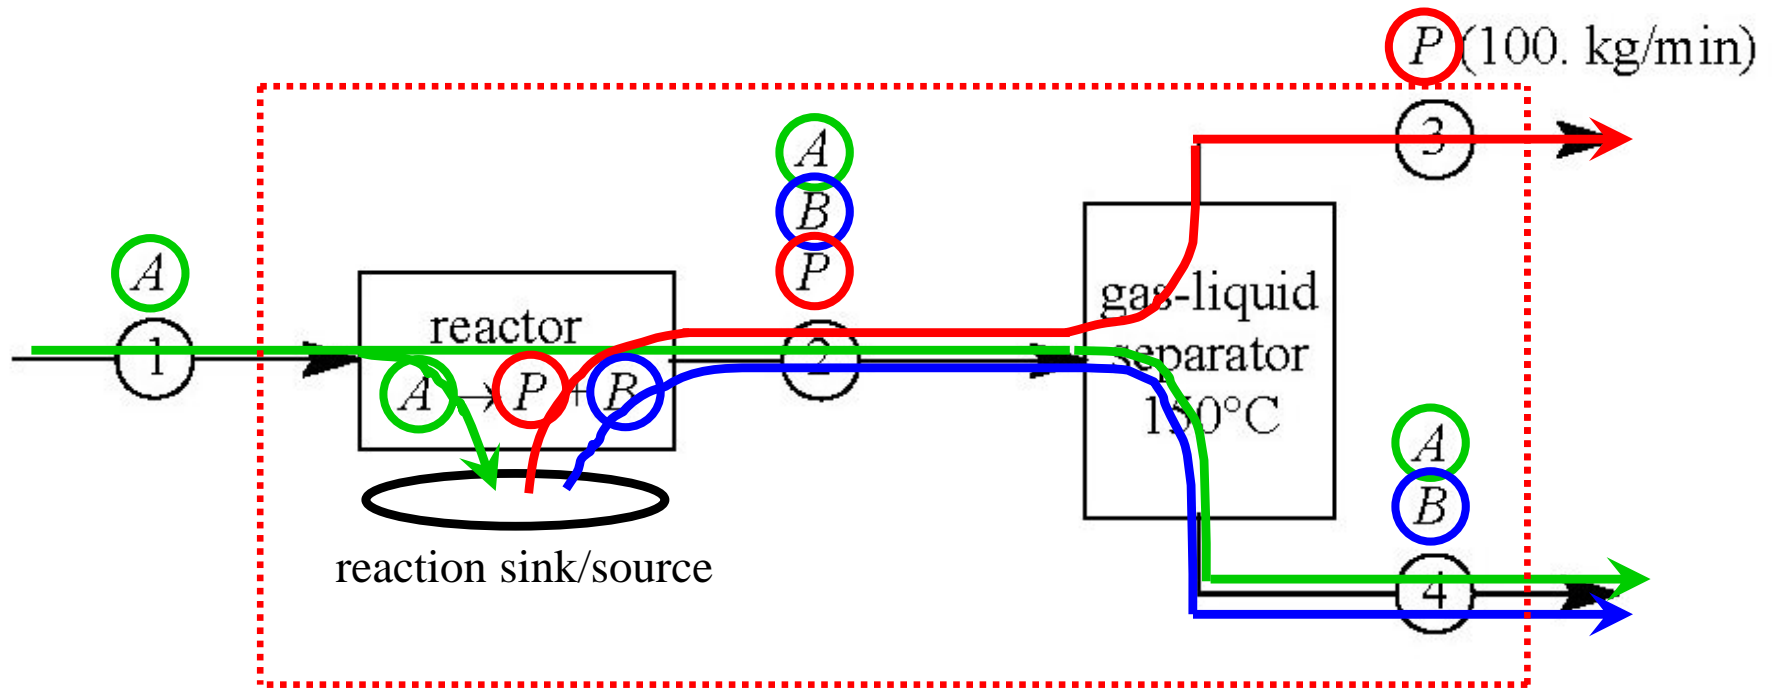 P (100. kg/min)
3
A
B
P
A
1
reactor
A → P + B
2
gas-liquid
separator
150°C
A
B
4
reaction sink/source